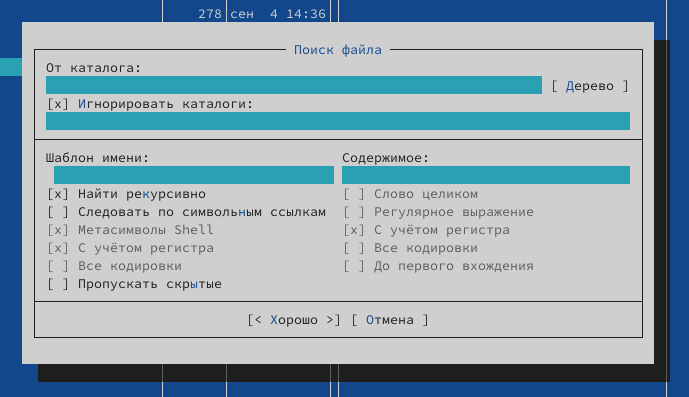 278 сен  4 14:36
Поиск файла
От каталога:
[ Дерево ]
[x] Игнорировать каталоги:
Шаблон имени: Содержимое:
[x] Найти рекурсивно [ ] Слово целиком
[ ] Следовать по символьным ссылкам [ ] Регулярное выражение
[x] Метасимволы Shell [x] С учётом регистра
[x] С учётом регистра [ ] Все кодировки
[ ] Все кодировки [ ] До первого вхождения
[ ] Пропускать скрытые
[< Хорошо >] [ Отмена ]